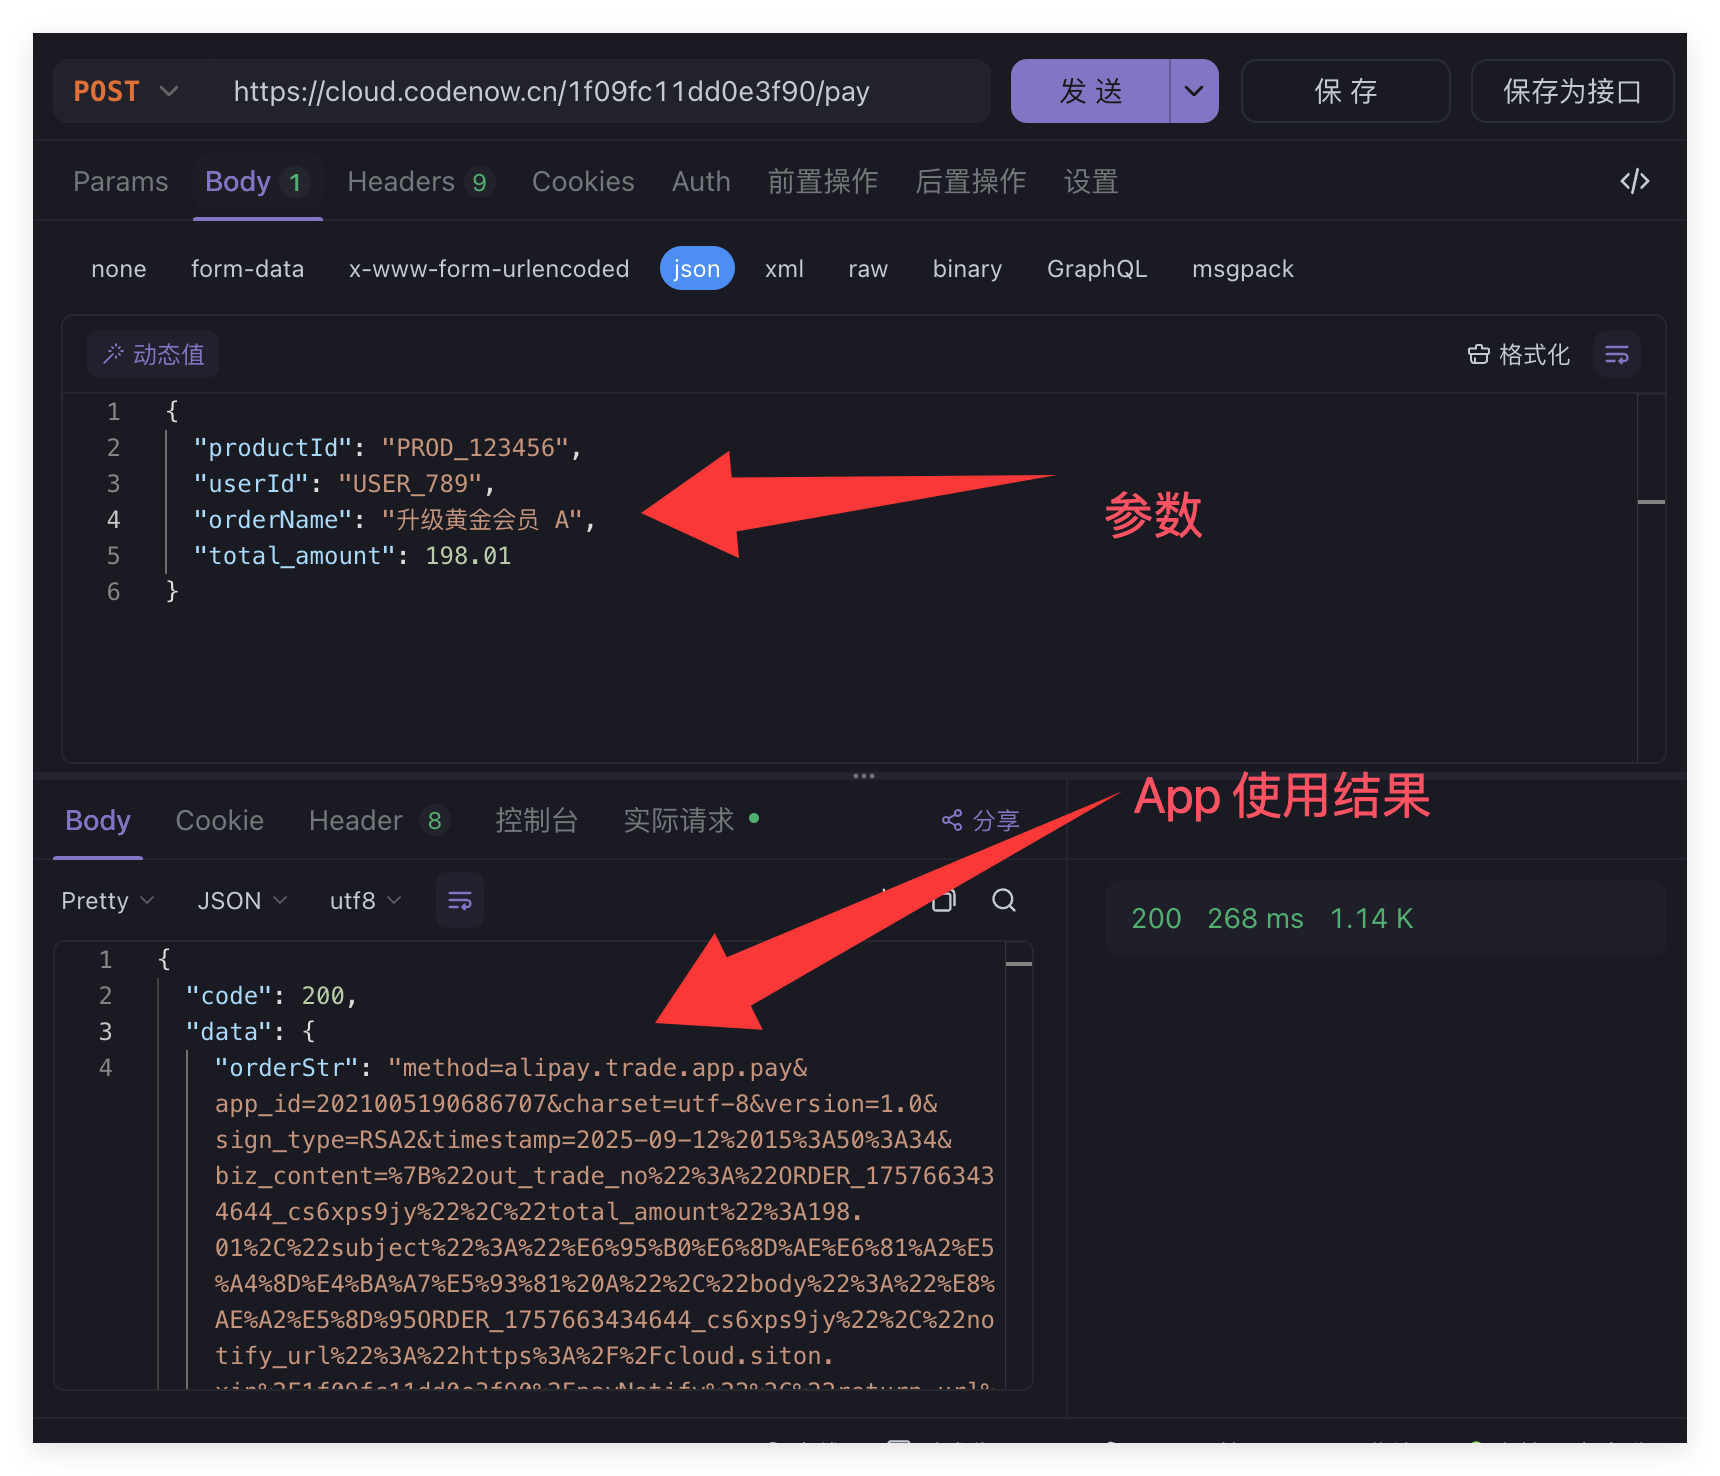 POST https://cloud.codenow.cn/1f09fc11dd0e3f90/pay 发 送 保 存 保存为接口
Params Body 1 Headers 9 Cookies Auth 前置操作 后置操作 设置 </>
none form-data x-www-form-urlencoded json xml raw binary GraphQL msgpack
动态值 格式化
1 {
2 "productId": "PROD_123456",
3 "userId": "USER_789",
4 "orderName": "升级黄金会员 A",
5 "total_amount": 198.01
6 }
参数
App 使用结果
Body Cookie Header 8 控制台 实际请求 分享
Pretty JSON utf8
200 268 ms 1.14 K
1 {
2 "code": 200,
3 "data": {
4 "orderStr": "method=alipay.trade.app.pay&
app_id=2021005190686707&charset=utf-8&version=1.0&
sign_type=RSA2&timestamp=2025-09-12%2015%3A50%3A34&
biz_content=%7B%22out_trade_no%22%3A%22ORDER_175766343
4644_cs6xps9jy%22%2C%22total_amount%22%3A198.
01%2C%22subject%22%3A%22%E6%95%B0%E6%8D%AE%E6%81%A2%E5
%A4%8D%E4%BA%A7%E5%93%81%20A%22%2C%22body%22%3A%22%E8%
AE%A2%E5%8D%95ORDER_1757663434644_cs6xps9jy%22%2C%22no
tify_url%22%3A%22https%3A%2F%2Fcloud.siton.
xin%2F1f09fc11dd0e3f90%2FpayNotify%22%2C%22return_url%